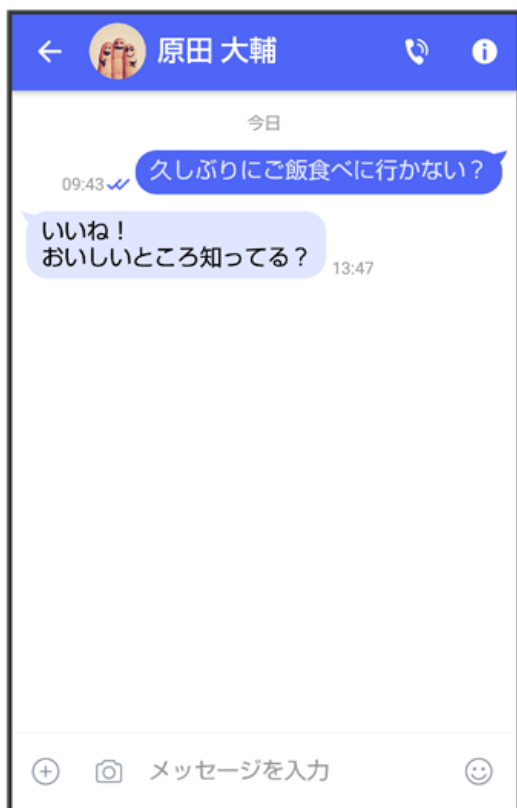 原田 大輔
今日
久しぶりにご飯食べに行かない？
09:43
いいね！
おいしいところ知ってる？
13:47
メッセージを入力